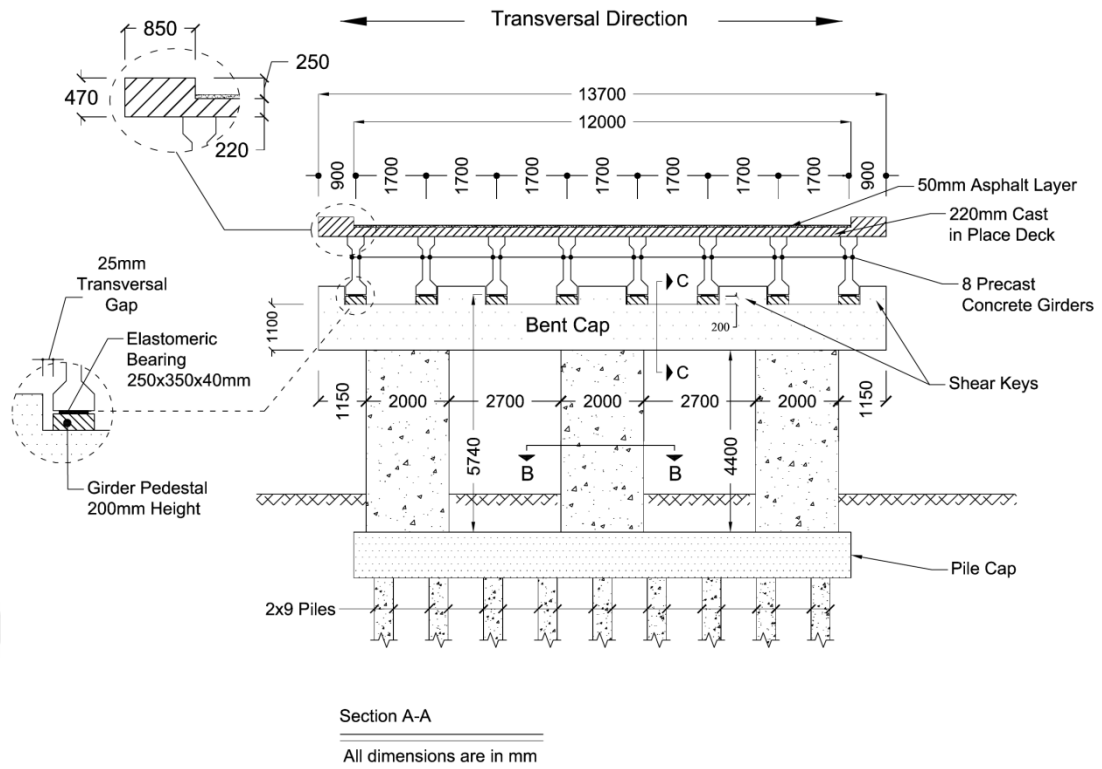 Transversal Direction
850
250
470
220
13700
12000
900
1700
1700
1700
1700
1700
1700
1700
900
50mm Asphalt Layer
220mm Cast
in Place Deck
8 Precast
Concrete Girders
25mm
Transversal
Gap
Elastomeric
Bearing
250x350x40mm
Girder Pedestal
200mm Height
C
C
1100
Bent Cap
200
Shear Keys
1150
2000
2700
2000
2700
2000
1150
5740
4400
B
B
Pile Cap
2x9 Piles
Section A-A
All dimensions are in mm